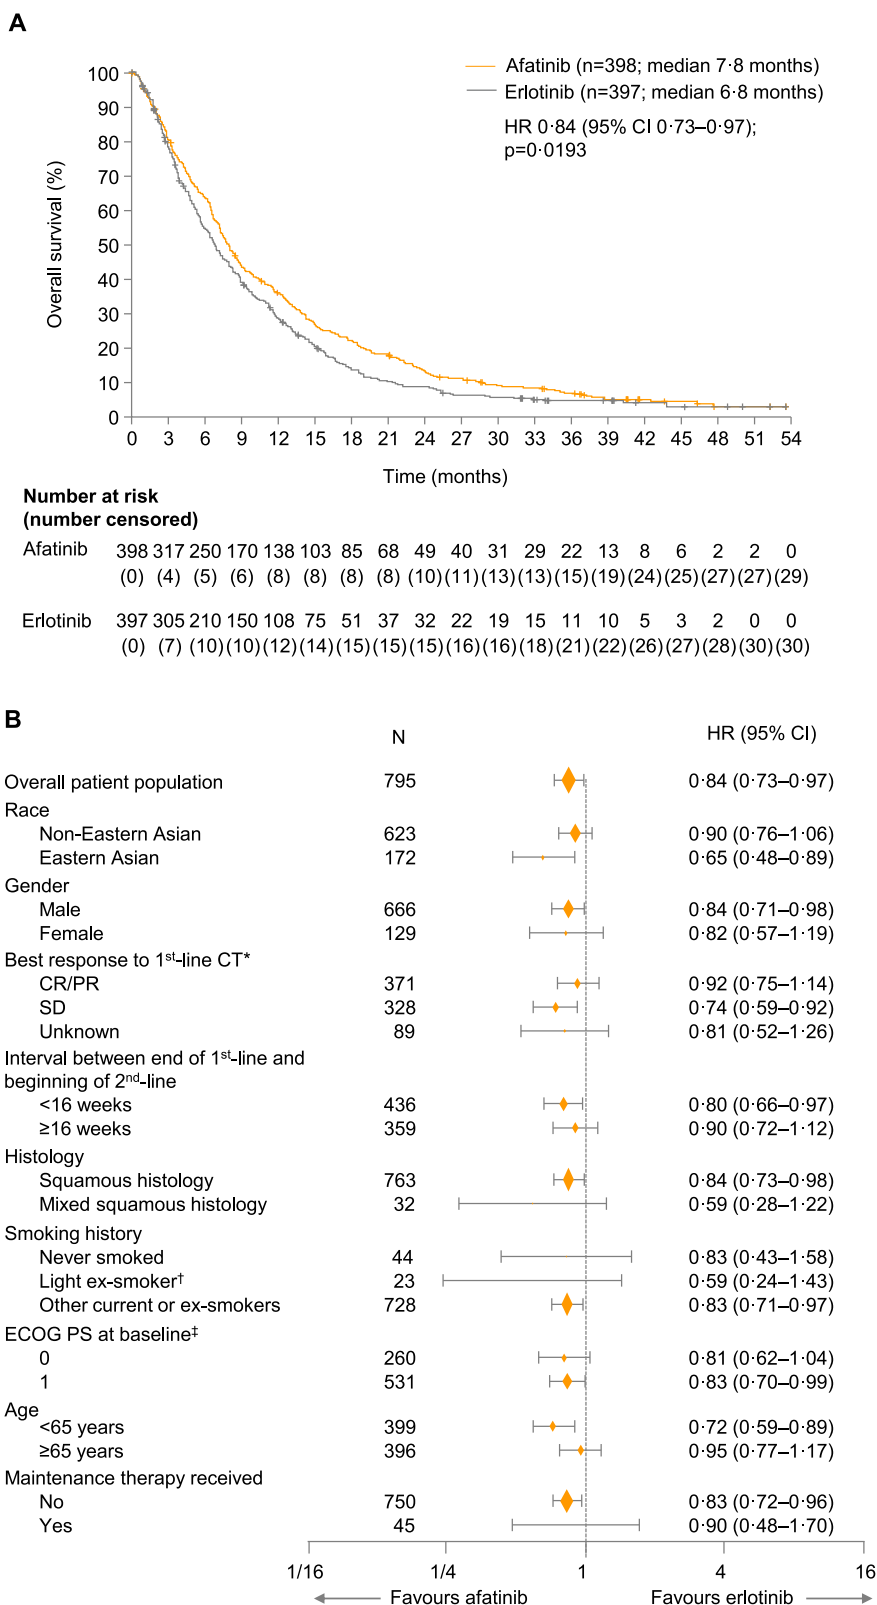 A
Afatinib (n=398; median 7·8 months)
Erlotinib (n=397; median 6·8 months)
HR 0·84 (95% CI 0·73–0·97);
p=0·0193
Overall survival (%)
100
90
80
70
60
50
40
30
20
10
0
0 3 6 9 12 15 18 21 24 27 30 33 36 39 42 45 48 51 54
Time (months)
Number at risk
(number censored)
Afatinib 398 317 250 170 138 103 85 68 49 40 31 29 22 13 8 6 2 2 0
(0) (4) (5) (6) (8) (8) (8) (8) (10) (11) (13) (13) (15) (19) (24) (25) (27) (27) (29)
Erlotinib 397 305 210 150 108 75 51 37 32 22 19 15 11 10 5 3 2 0 0
(0) (7) (10) (10) (12) (14) (15) (15) (15) (16) (16) (18) (21) (22) (26) (27) (28) (30) (30)
B
N HR (95% CI)
Overall patient population 795 0·84 (0·73–0·97)
Race
Non-Eastern Asian 623 0·90 (0·76–1·06)
Eastern Asian 172 0·65 (0·48–0·89)
Gender
Male 666 0·84 (0·71–0·98)
Female 129 0·82 (0·57–1·19)
Best response to 1st-line CT*
CR/PR 371 0·92 (0·75–1·14)
SD 328 0·74 (0·59–0·92)
Unknown 89 0·81 (0·52–1·26)
Interval between end of 1st-line and
beginning of 2nd-line
<16 weeks 436 0·80 (0·66–0·97)
≥16 weeks 359 0·90 (0·72–1·12)
Histology
Squamous histology 763 0·84 (0·73–0·98)
Mixed squamous histology 32 0·59 (0·28–1·22)
Smoking history
Never smoked 44 0·83 (0·43–1·58)
Light ex-smoker† 23 0·59 (0·24–1·43)
Other current or ex-smokers 728 0·83 (0·71–0·97)
ECOG PS at baseline‡
0 260 0·81 (0·62–1·04)
1 531 0·83 (0·70–0·99)
Age
<65 years 399 0·72 (0·59–0·89)
≥65 years 396 0·95 (0·77–1·17)
Maintenance therapy received
No 750 0·83 (0·72–0·96)
Yes 45 0·90 (0·48–1·70)
1/16 1/4 1 4 16
Favours afatinib Favours erlotinib